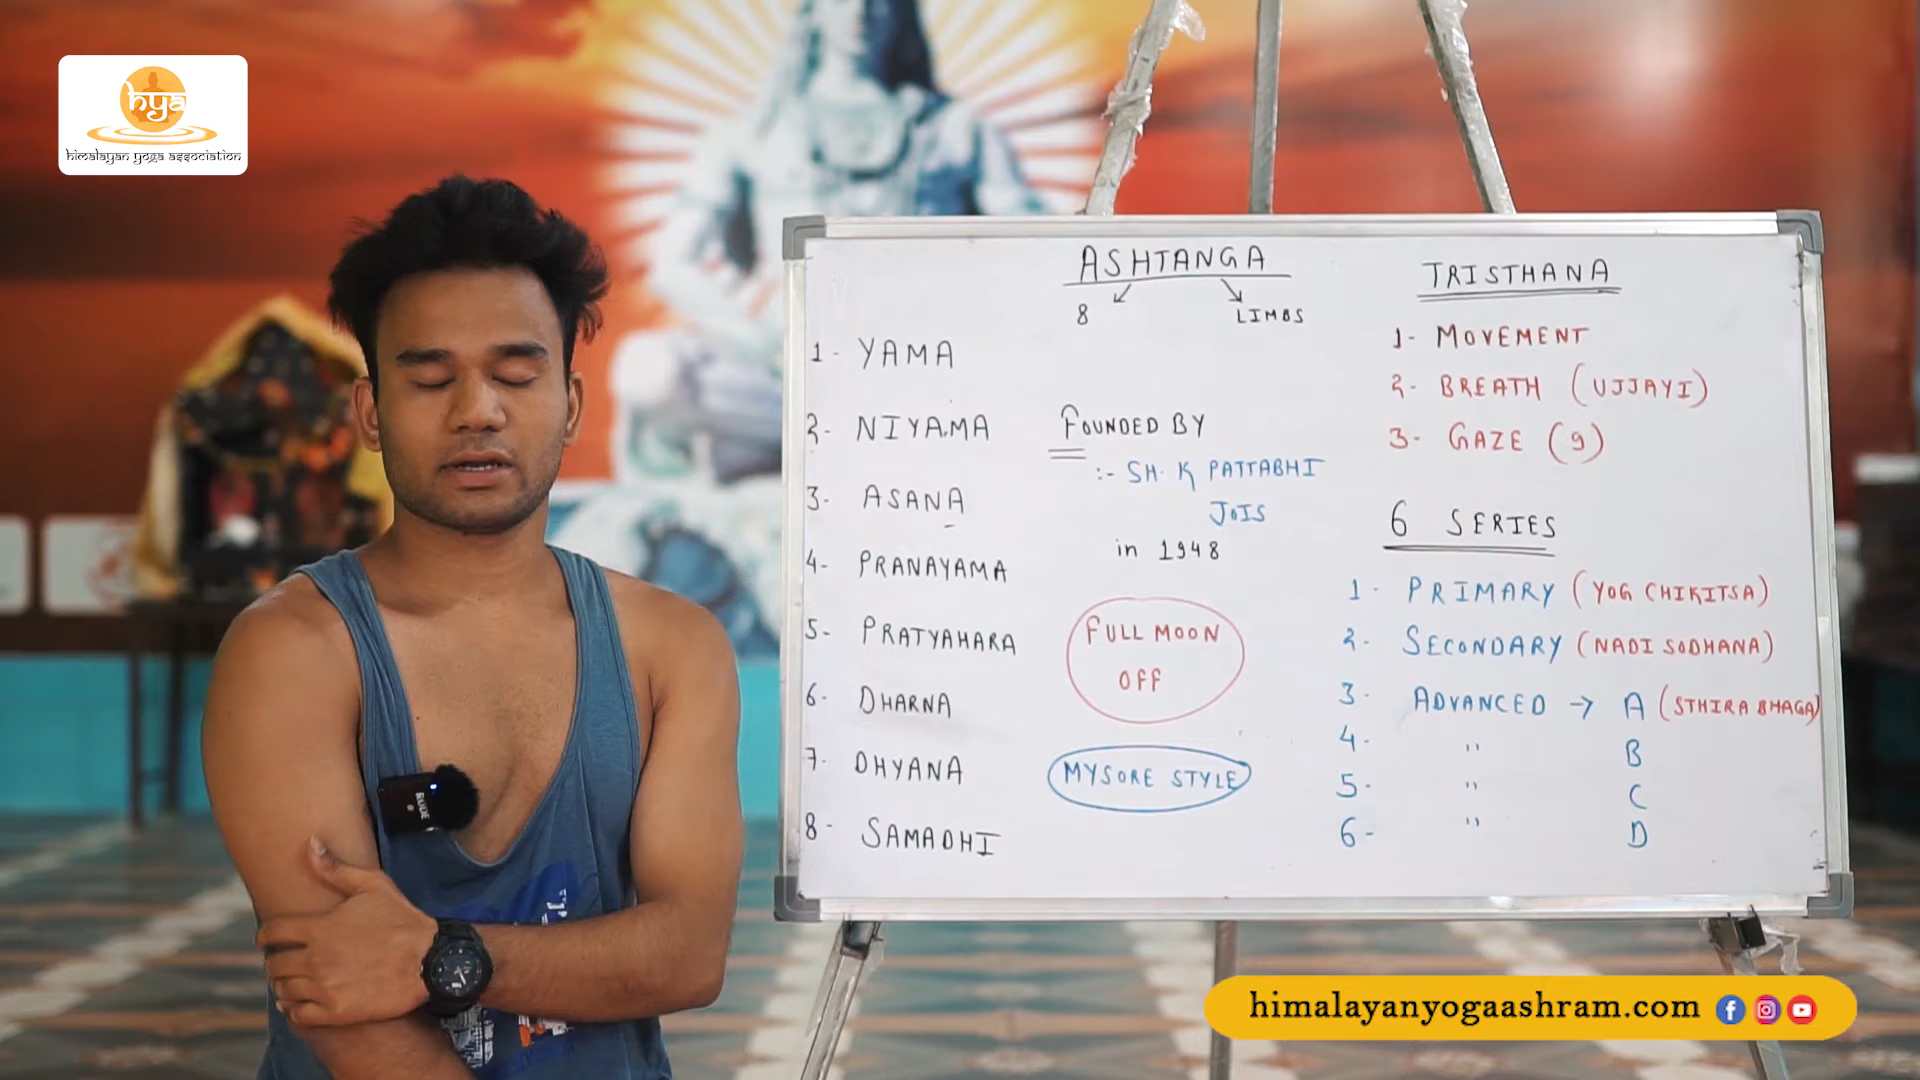 hya
himalayan yoga association
ASHTANGA
8 LIMBS
1- YAMA
2- NIYAMA
3- ASANA
4- PRANAYAMA
5- PRATYAHARA
6- DHARNA
7- DHYANA
8- SAMADHI
FOUNDED BY
:- SH. K PATTABHI
JOIS
in 1948
FULL MOON
OFF
MYSORE STYLE
TRISTHANA
1- MOVEMENT
2- BREATH (UJJAYI)
3- GAZE (9)
6 SERIES
1- PRIMARY (YOG CHIKITSA)
2- SECONDARY (NADI SODHANA)
3- ADVANCED → A (STHIRA BHAGA)
4- " B
5- " C
6- " D
RODE
himalayanyogaashram.com